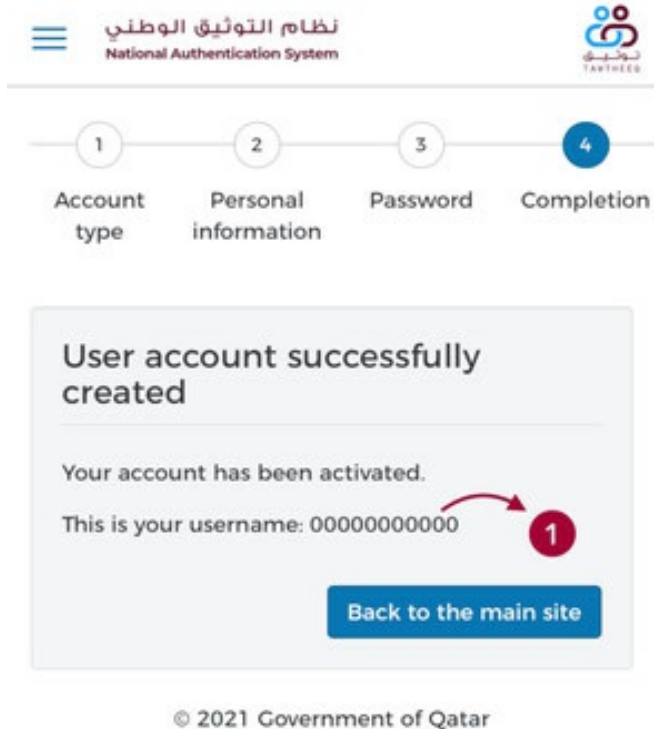 نظام التوثيق الوطني
National Authentication System
توثيق
TAWTHEEQ
1
2
3
4
Account type
Personal information
Password
Completion
User account successfully
created
Your account has been activated.
This is your username: 00000000000
1
Back to the main site
© 2021 Government of Qatar